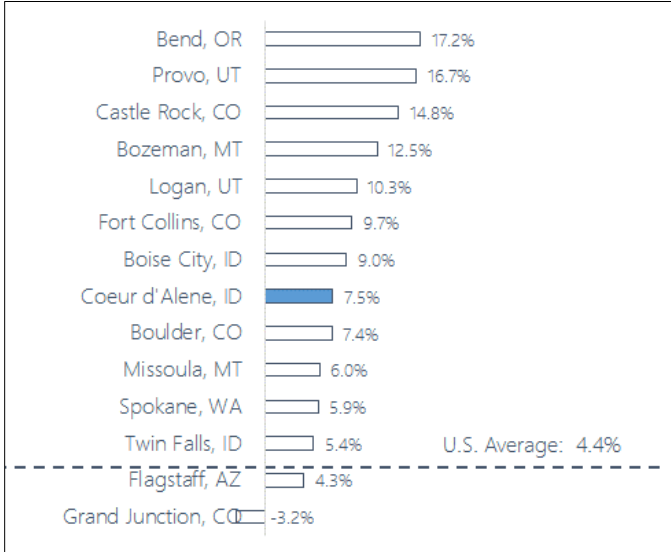 Bend, OR 17.2%
Provo, UT 16.7%
Castle Rock, CO 14.8%
Bozeman, MT 12.5%
Logan, UT 10.3%
Fort Collins, CO 9.7%
Boise City, ID 9.0%
Coeur d'Alene, ID 7.5%
Boulder, CO 7.4%
Missoula, MT 6.0%
Spokane, WA 5.9%
Twin Falls, ID 5.4% U.S. Average: 4.4%
Flagstaff, AZ 4.3%
Grand Junction, CO -3.2%